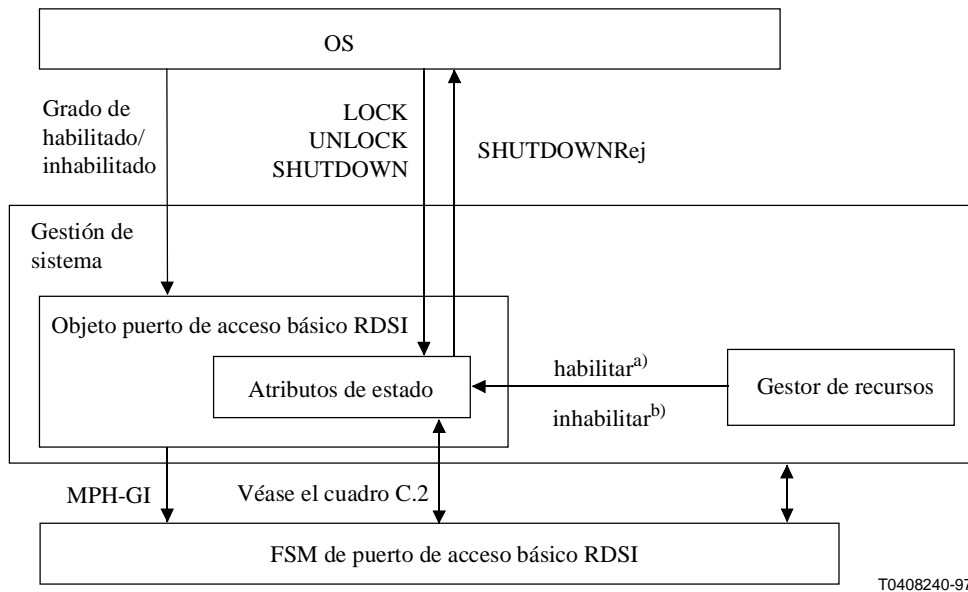 OS
Grado de
habilitado/
inhabilitado
LOCK
UNLOCK
SHUTDOWN
SHUTDOWNRej
Gestión de
sistema
Objeto puerto de acceso básico RDSI
Atributos de estado
habilitar a)
inhabilitar b)
Gestor de recursos
MPH-GI
Véase el cuadro C.2
FSM de puerto de acceso básico RDSI
T0408240-97